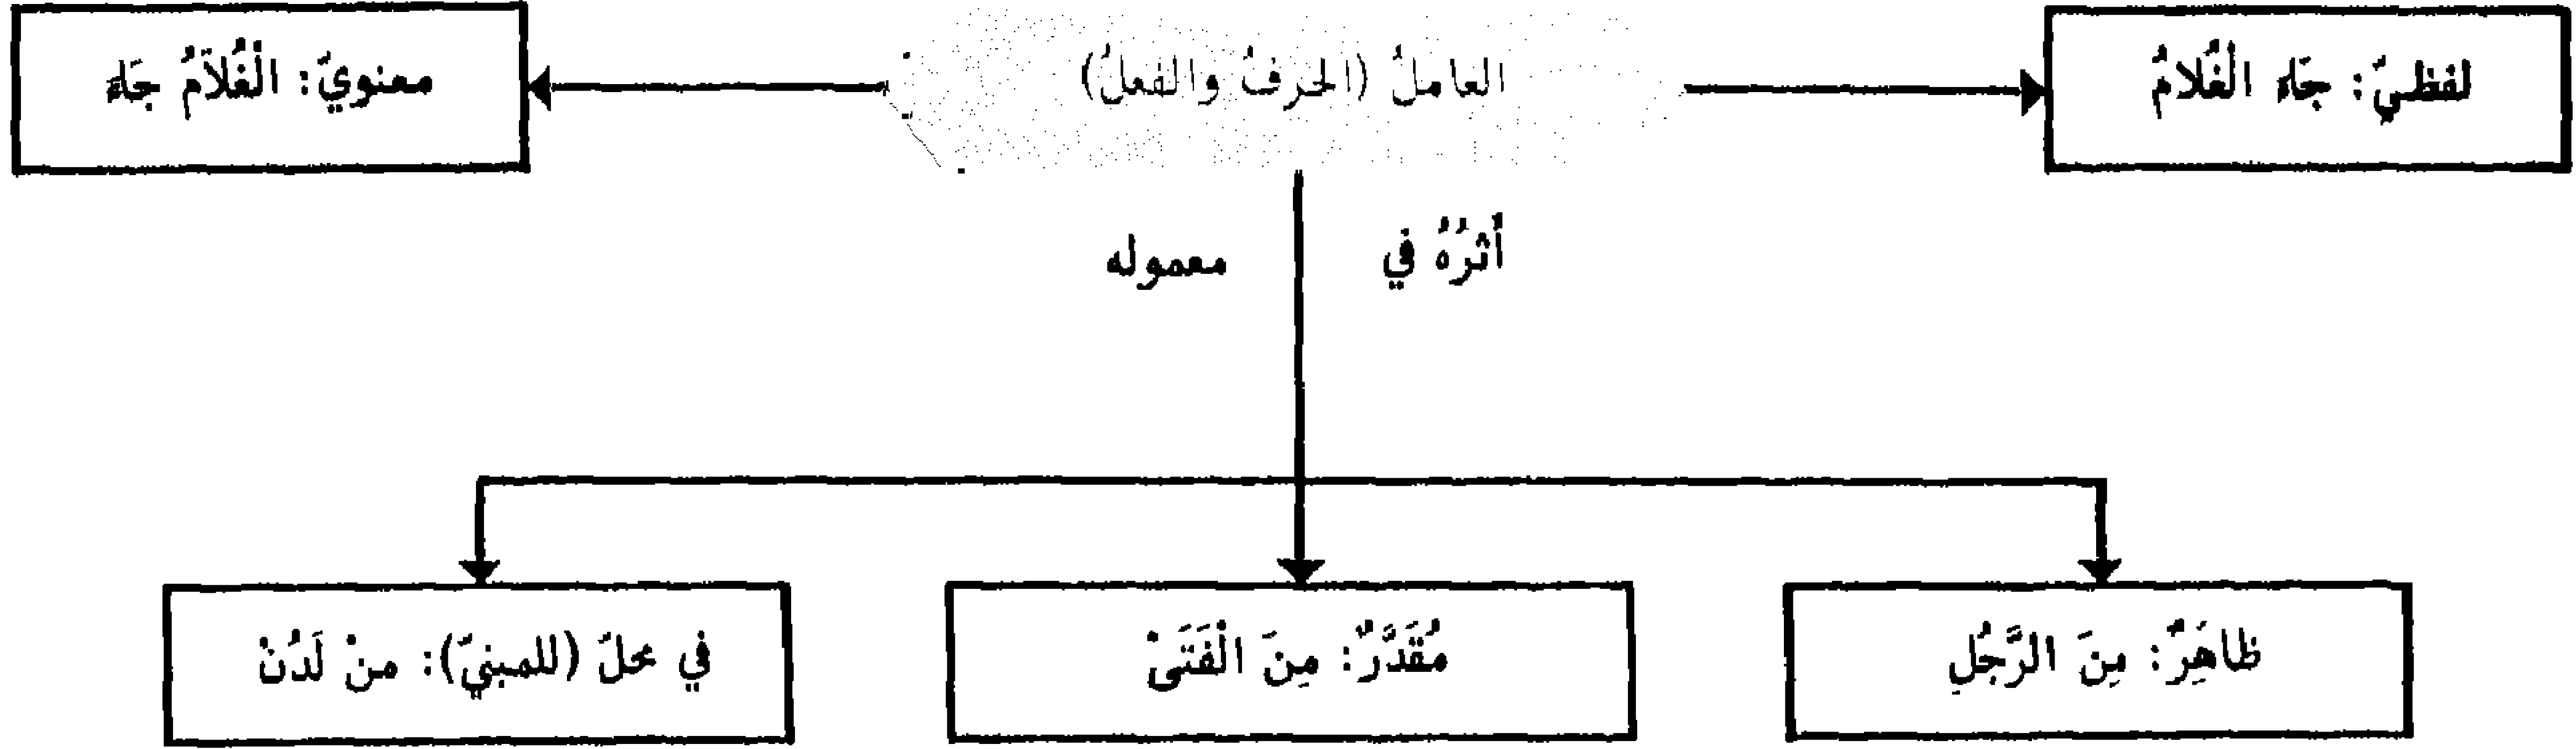 لفظيّ: جَاءَ الْغُلَامُ
العاملُ (الحرفُ والفعلُ)
معنويّ: الْغُلَامُ جَاءَ
أثرُهُ في معموله
ظاهِرٌ: مِنَ الرَّجُلِ
مُقَدَّرٌ: مِنَ الْفَتَىْ
في محلّ (للمبنيّ): منْ لَدُنْ